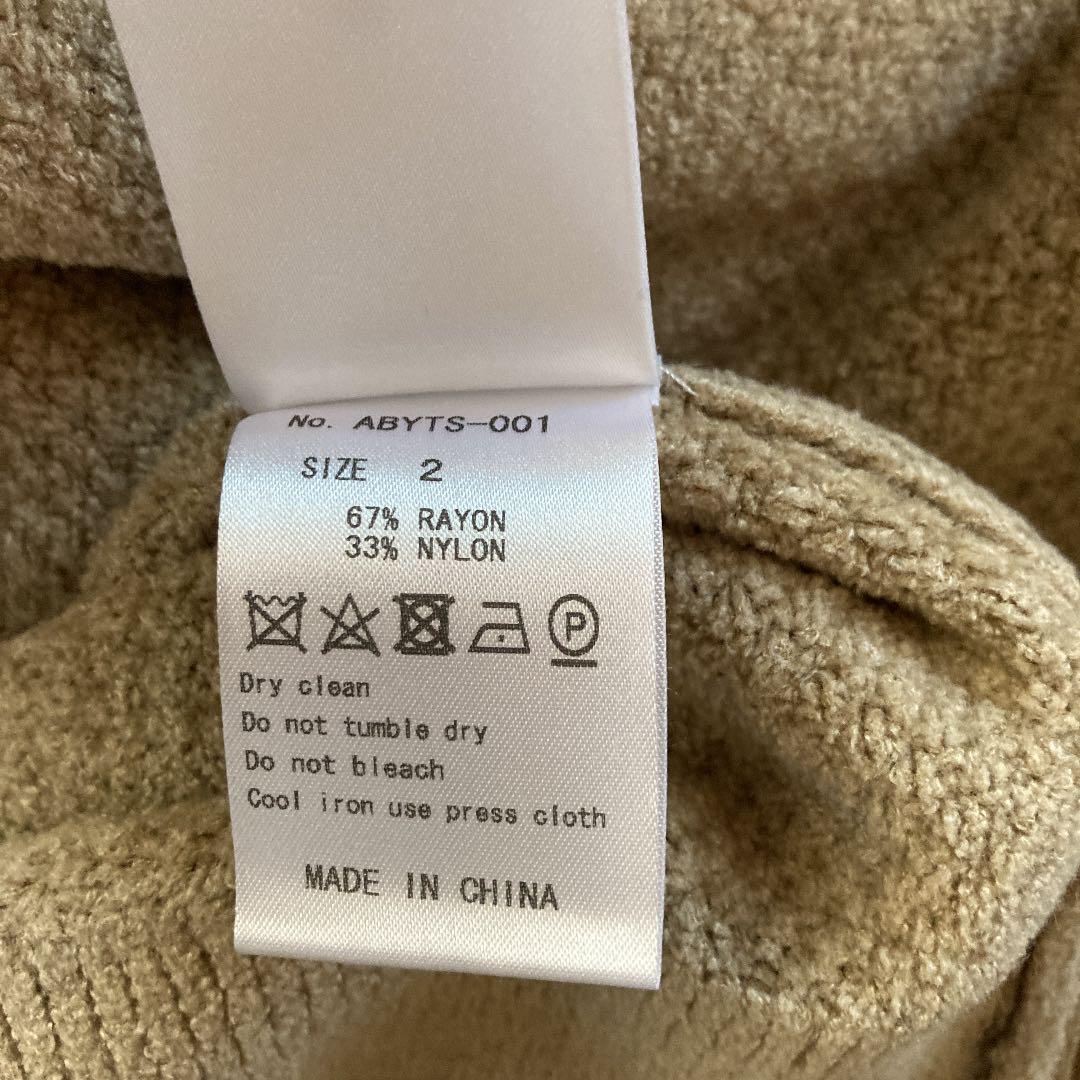 No. ABYTS-001
SIZE 2
67% RAYON
33% NYLON
P
Dry clean
Do not tumble dry
Do not bleach
Cool iron use press cloth
MADE IN CHINA